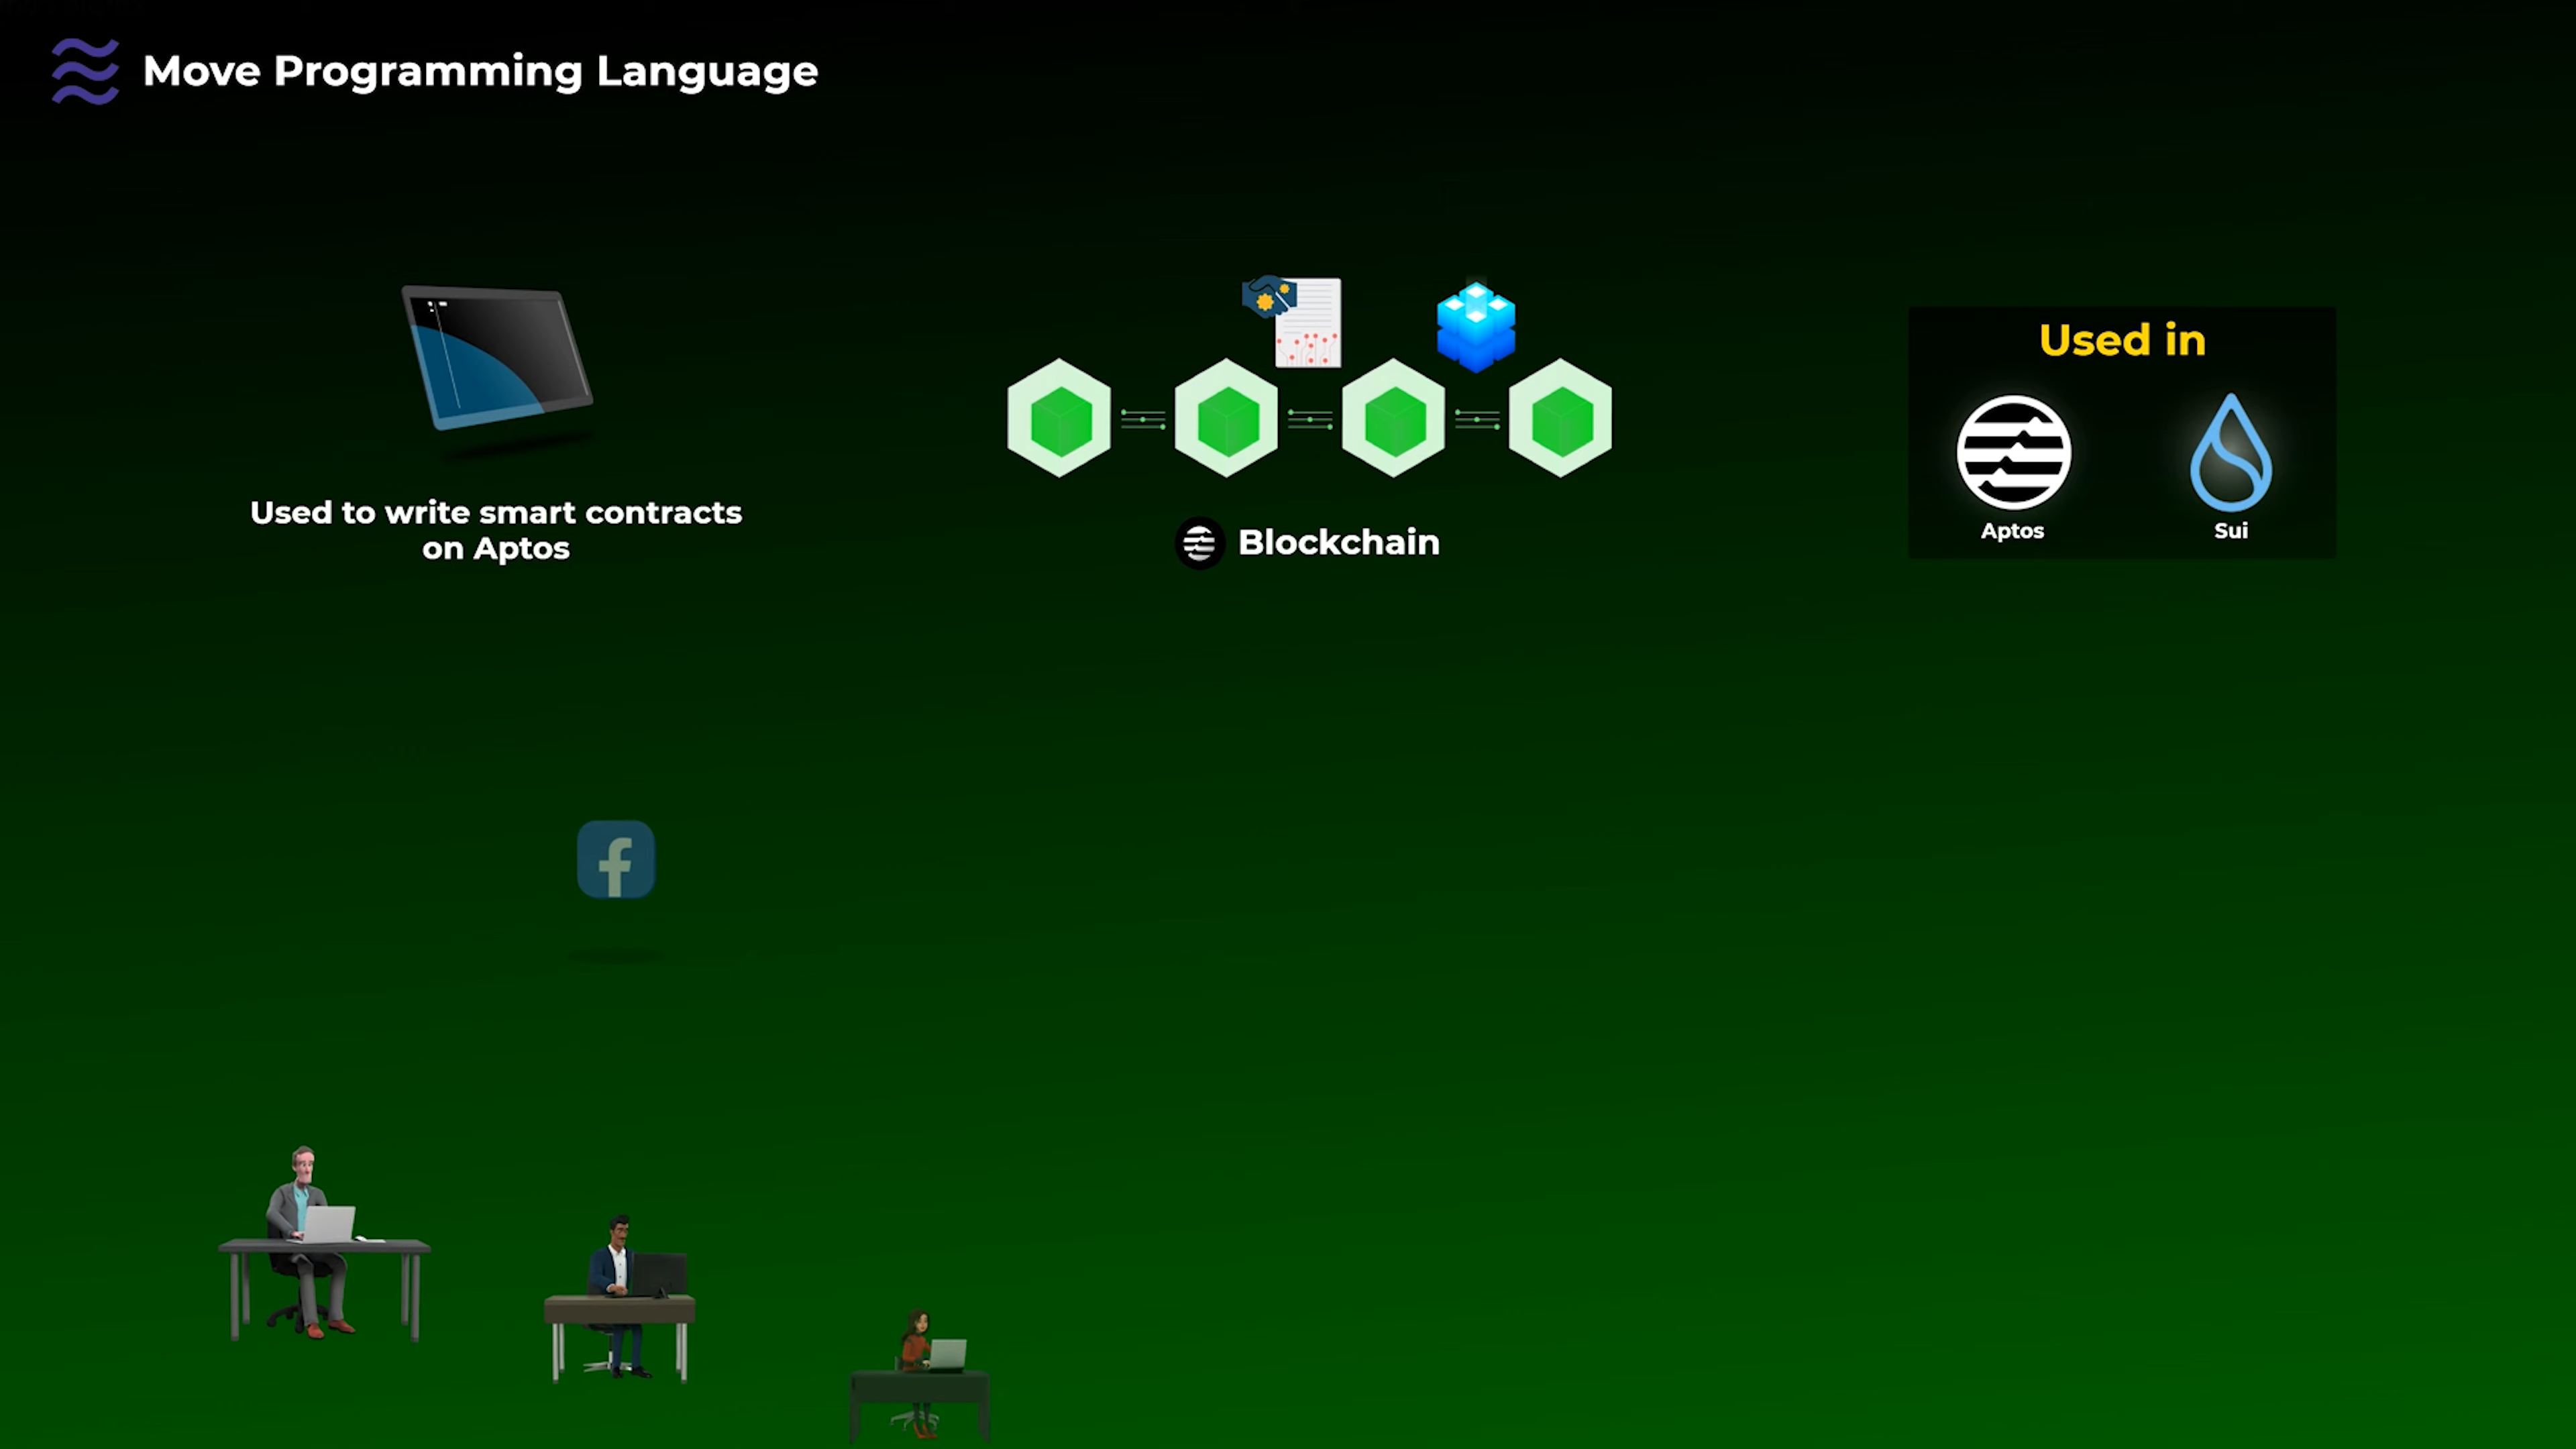 Move Programming Language
Used to write smart contracts
on Aptos
Blockchain
Used in
Aptos
Sui